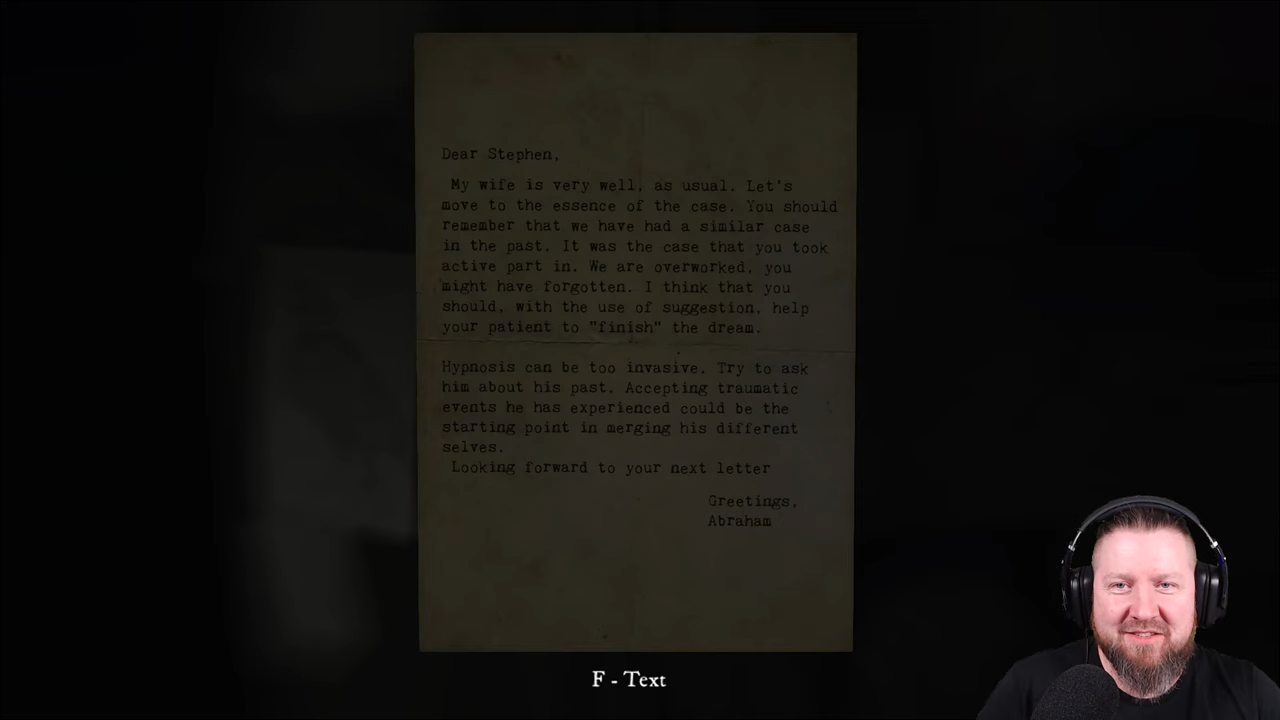 Dear Stephen,
My wife is very well, as usual. Let's
move to the essence of the case. You should
remember that we have had a similar case
in the past. It was the case that you took
active part in. We are overworked, you
might have forgotten. I think that you
should, with the use of suggestion, help
your patient to "finish" the dream.
Hypnosis can be too invasive. Try to ask
him about his past. Accepting traumatic
events he has experienced could be the
starting point in merging his different
selves.
Looking forward to your next letter
Greetings,
Abraham
F - Text